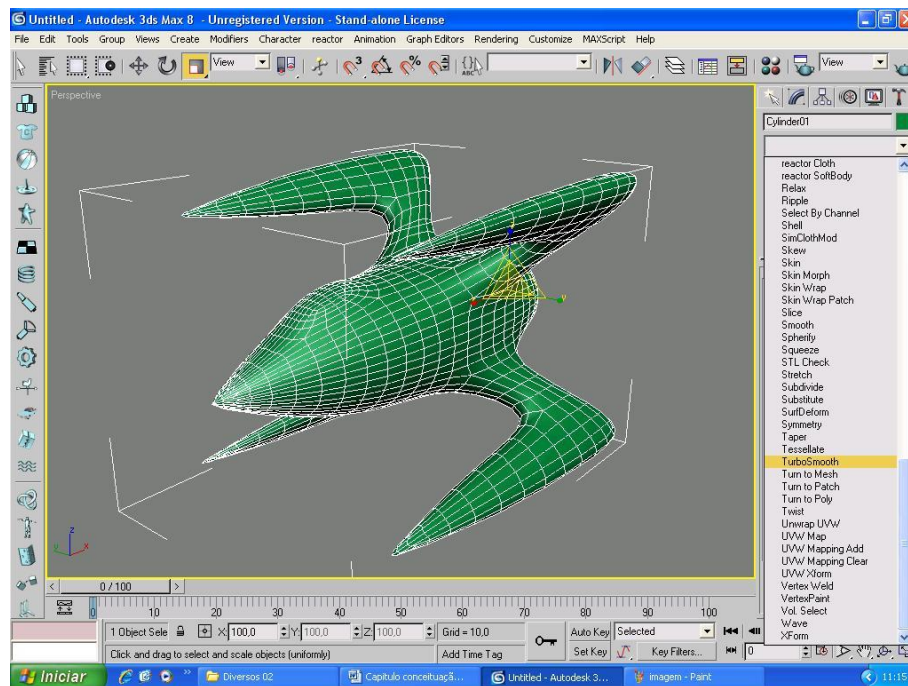 Untitled - Autodesk 3ds Max 8 - Unregistered Version - Stand-alone License
File Edit Tools Group Views Create Modifiers Character reactor Animation Graph Editors Rendering Customize MAXScript Help
View
View
Perspective
Cylinder01
reactor Cloth
reactor SoftBody
Relax
Ripple
Select By Channel
Shell
SimClothMod
Skew
Skin
Skin Morph
Skin Wrap
Skin Wrap Patch
Slice
Smooth
Spherify
Squeeze
STL Check
Stretch
Subdivide
Substitute
SurfDeform
Symmetry
Taper
Tessellate
TurboSmooth
Turn to Mesh
Turn to Patch
Turn to Poly
Twist
Unwrap UVW
UVW Map
UVW Mapping Add
UVW Mapping Clear
UVW Xform
Vertex Weld
VertexPaint
Vol. Select
Wave
XForm
z
x
0 / 100
0 10 20 30 40 50 60 70 80 90 100
1 Object Sele X: 100,0 Y: 100,0 Z: 100,0 Grid = 10,0 Auto Key Selected
Click and drag to select and scale objects (uniformly) Add Time Tag Set Key Key Filters... 0
Iniciar Diversos 02 Capitulo conceituaçã... Untitled - Autodesk 3... imagem - Paint 11:15